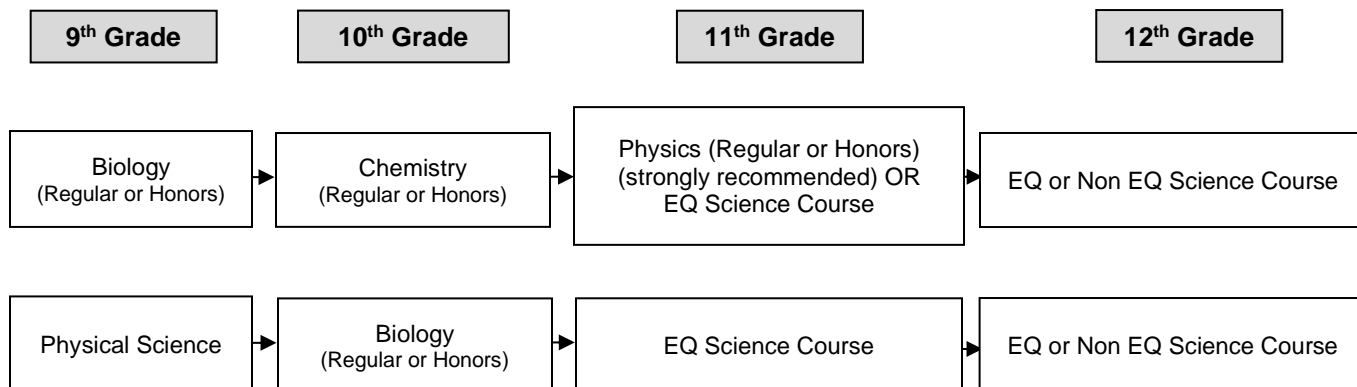 9th Grade
10th Grade
11th Grade
12th Grade
Biology
(Regular or Honors)
Chemistry
(Regular or Honors)
Physics (Regular or Honors)
(strongly recommended) OR
EQ Science Course
EQ or Non EQ Science Course
Physical Science
Biology
(Regular or Honors)
EQ Science Course
EQ or Non EQ Science Course